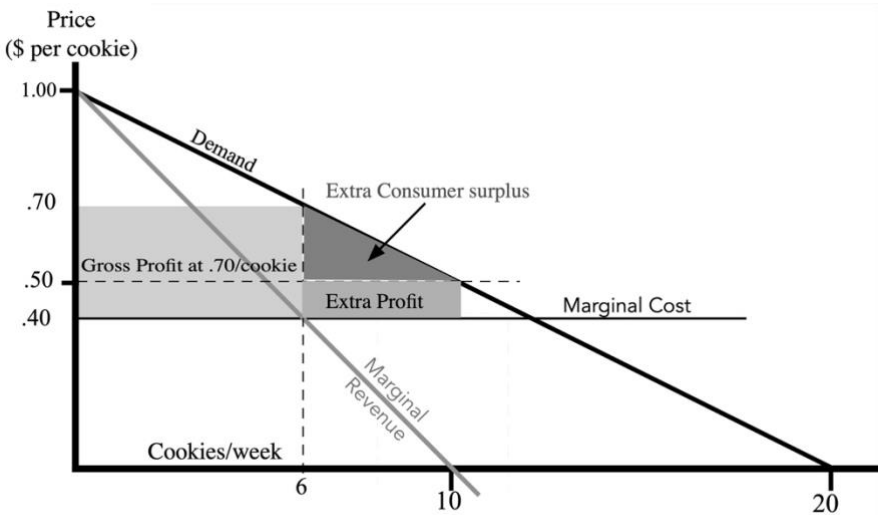 Price
($ per cookie)
1.00
Demand
.70
Extra Consumer surplus
Gross Profit at .70/cookie
.50
Extra Profit
Marginal Cost
.40
Marginal
Revenue
Cookies/week
6
10
20